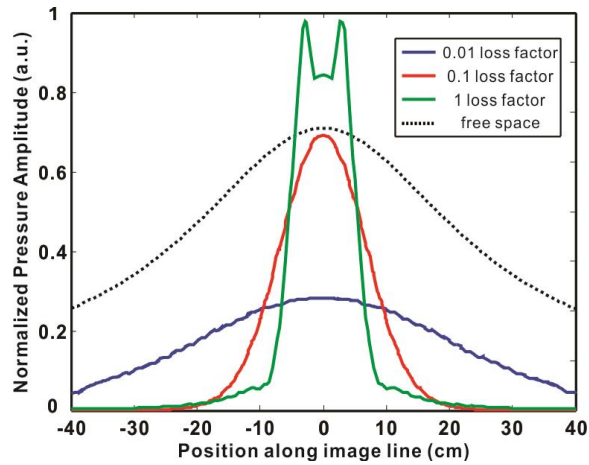 Normalized Pressure Amplitude (a.u.)
1
0.8
0.6
0.4
0.2
0
0.01 loss factor
0.1 loss factor
1 loss factor
free space
-40 -30 -20 -10 0 10 20 30 40
Position along image line (cm)